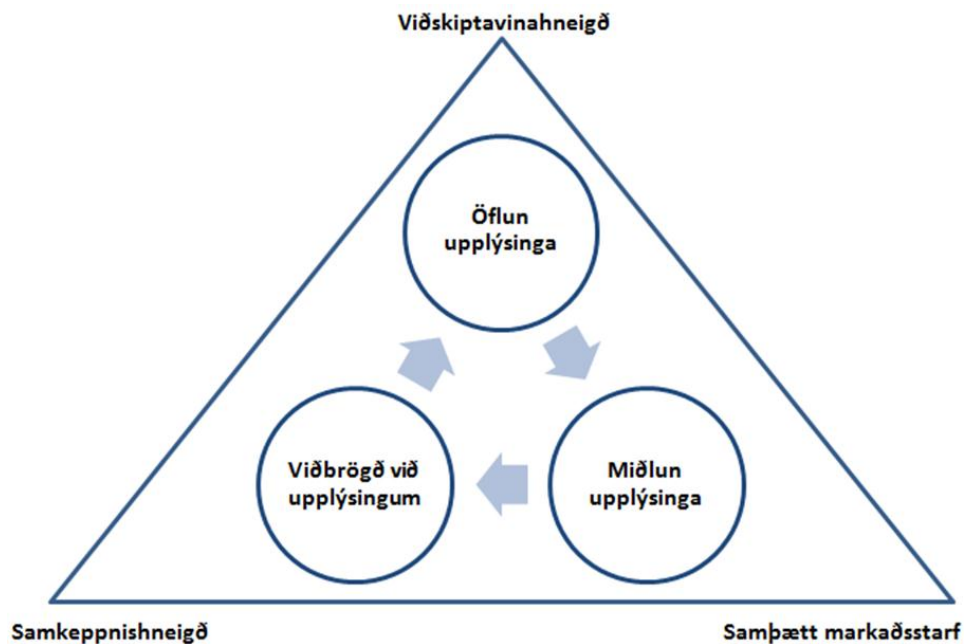 Viðskiptavinahneigð
Öflun
upplýsinga
Viðbrögð við
upplýsingum
Miðlun
upplýsinga
Samkeppnishneigð
Samþætt markaðsstarf